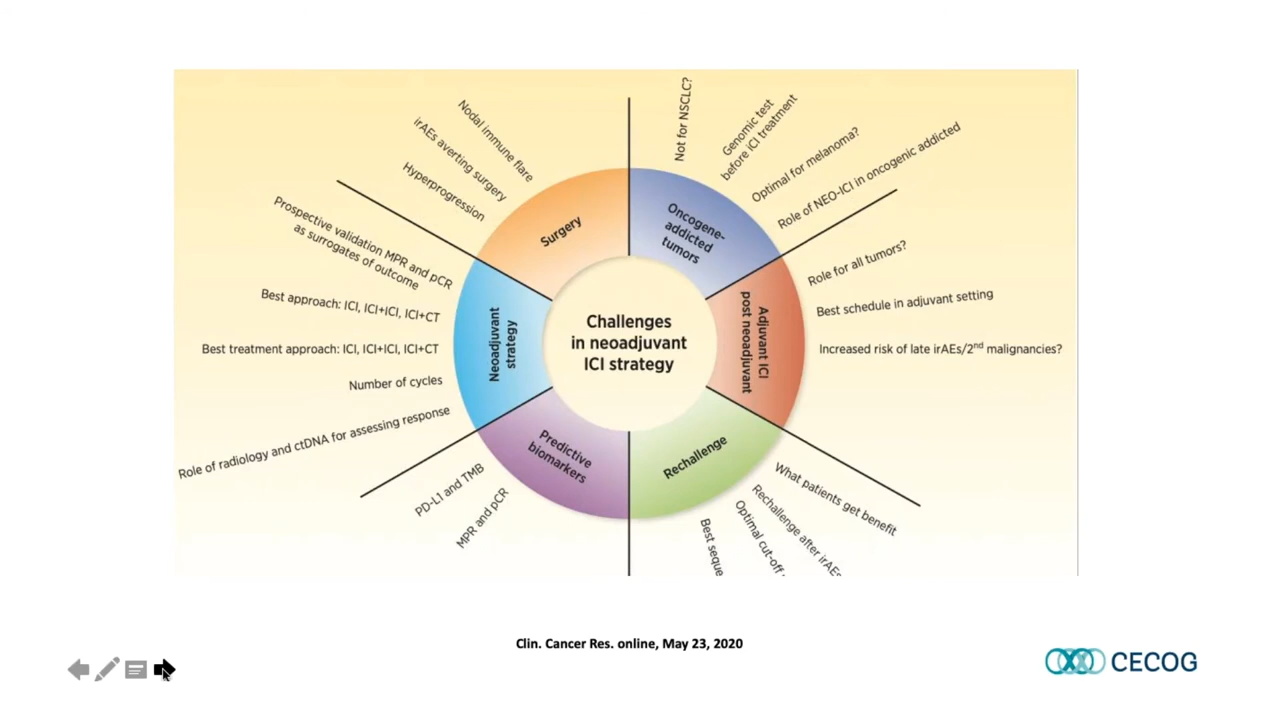 Challenges
in neoadjuvant
ICI strategy
Surgery
Nodal immune flare
irAEs averting surgery
Hyperprogression
Oncogene-
addicted
tumors
Not for NSCLC?
Genomic test
before ICI treatment
Optimal for melanoma?
Role of NEO-ICI in oncogenic addicted
Adjuvant ICI
post neoadjuvant
Role for all tumors?
Best schedule in adjuvant setting
Increased risk of late irAEs/2nd malignancies?
Rechallenge
What patients get benefit
Rechallenge after irAEs
Optimal cut-off
Best seque
Predictive
biomarkers
PD-L1 and TMB
MPR and pCR
Neoadjuvant
strategy
Prospective validation MPR and pCR
as surrogates of outcome
Best approach: ICI, ICI+ICI, ICI+CT
Best treatment approach: ICI, ICI+ICI, ICI+CT
Number of cycles
Role of radiology and ctDNA for assessing response
Clin. Cancer Res. online, May 23, 2020
CECOG